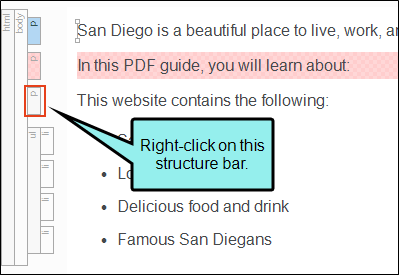 html
body
p
San Diego is a beautiful place to live, work, an
p
In this PDF guide, you will learn about:
p
This website contains the following:
ul
li
S
li
Lo
li
• Delicious food and drink
li
• Famous San Diegans
Right-click on this
structure bar.